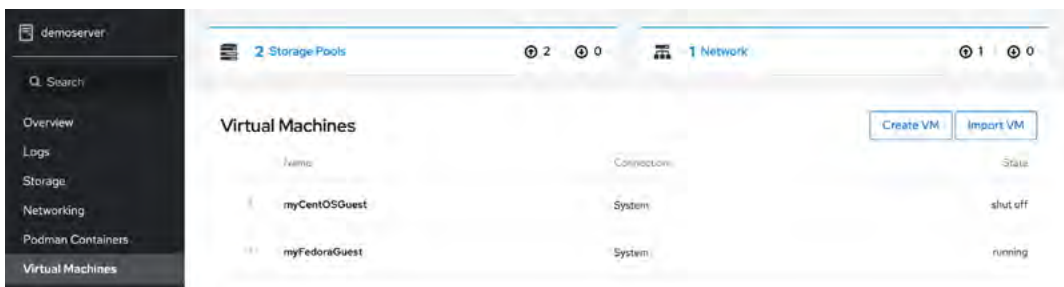 demoserver
Search
Overview
Logs
Storage
Networking
Podman Containers
Virtual Machines
2 Storage Pools 2 0
1 Network 1 0
Virtual Machines
Create VM Import VM
Name Connection State
myCentOSGuest System shut off
myFedoraGuest System running